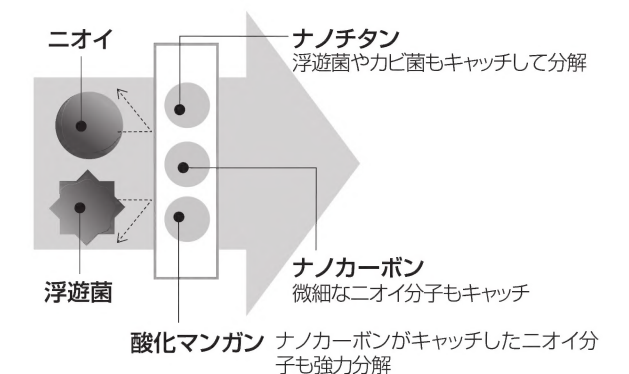 ニオイ
ナノチタン
浮遊菌やカビ菌もキャッチして分解
ナノカーボン
微細なニオイ分子もキャッチ
浮遊菌
酸化マンガン
ナノカーボンがキャッチしたニオイ分
子も強力分解